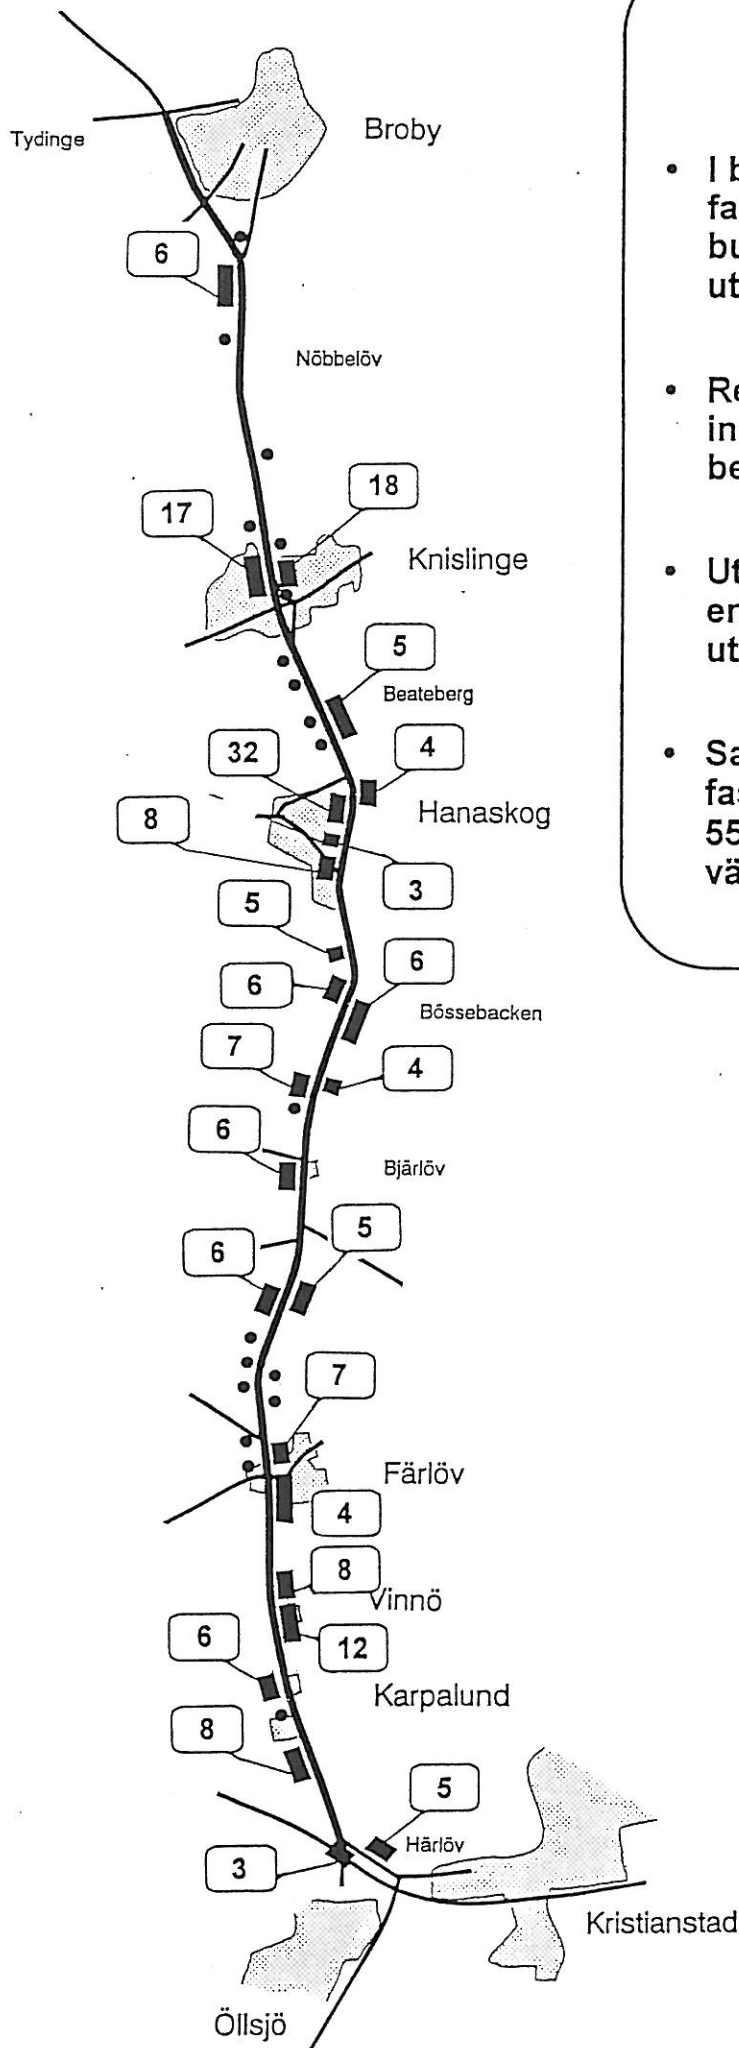 Broby
Tydinge
6
Nöbbelöv
18
17
Knislinge
5
Beateberg
4
32
Hanaskog
8
3
5
6
6
Bössebacken
7
4
6
Bjärlöv
5
6
7
Färlöv
4
8
Vinnö
6
12
Karpalund
8
5
Härlöv
3
Kristianstad
Öllsjö
• I b
fa
bu
ut
• Re
in
be
• Ut
en
ut
• Sa
fas
55
vä